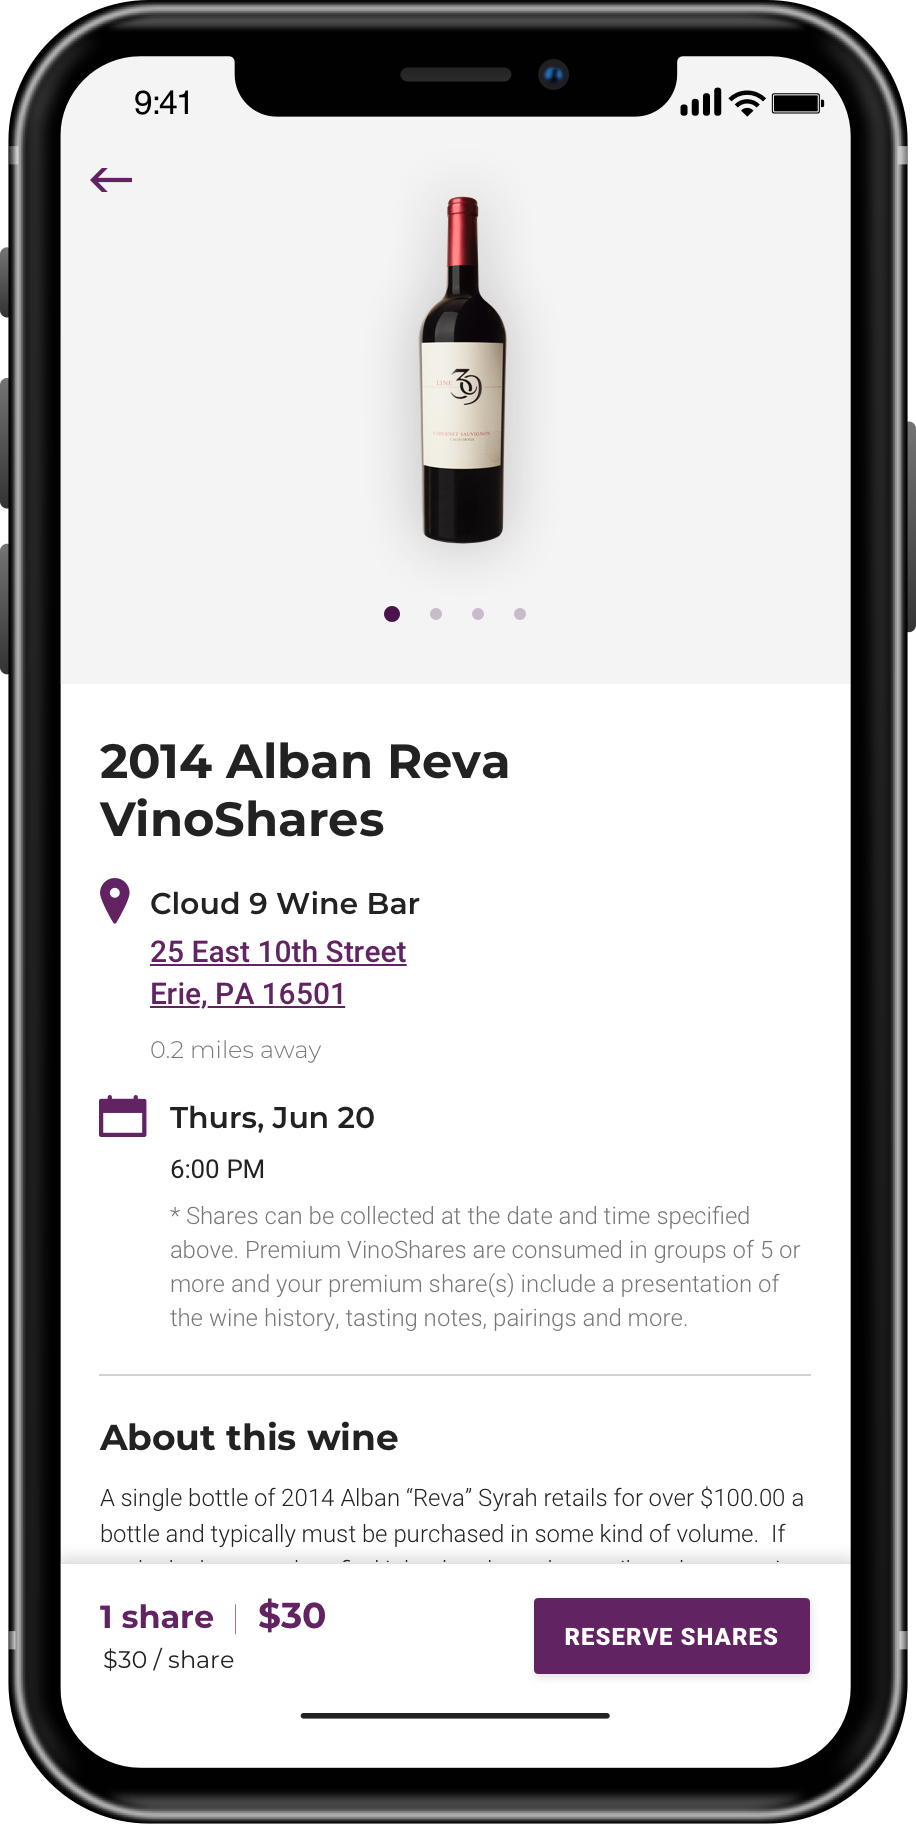 9:41
LINE 39
CABERNET SAUVIGNON
CALIFORNIA
2014 Alban Reva
VinoShares
Cloud 9 Wine Bar
25 East 10th Street
Erie, PA 16501
0.2 miles away
Thurs, Jun 20
6:00 PM
* Shares can be collected at the date and time specified
above. Premium VinoShares are consumed in groups of 5 or
more and your premium share(s) include a presentation of
the wine history, tasting notes, pairings and more.
About this wine
A single bottle of 2014 Alban “Reva” Syrah retails for over $100.00 a
bottle and typically must be purchased in some kind of volume.  If
1 share | $30
$30 / share
RESERVE SHARES